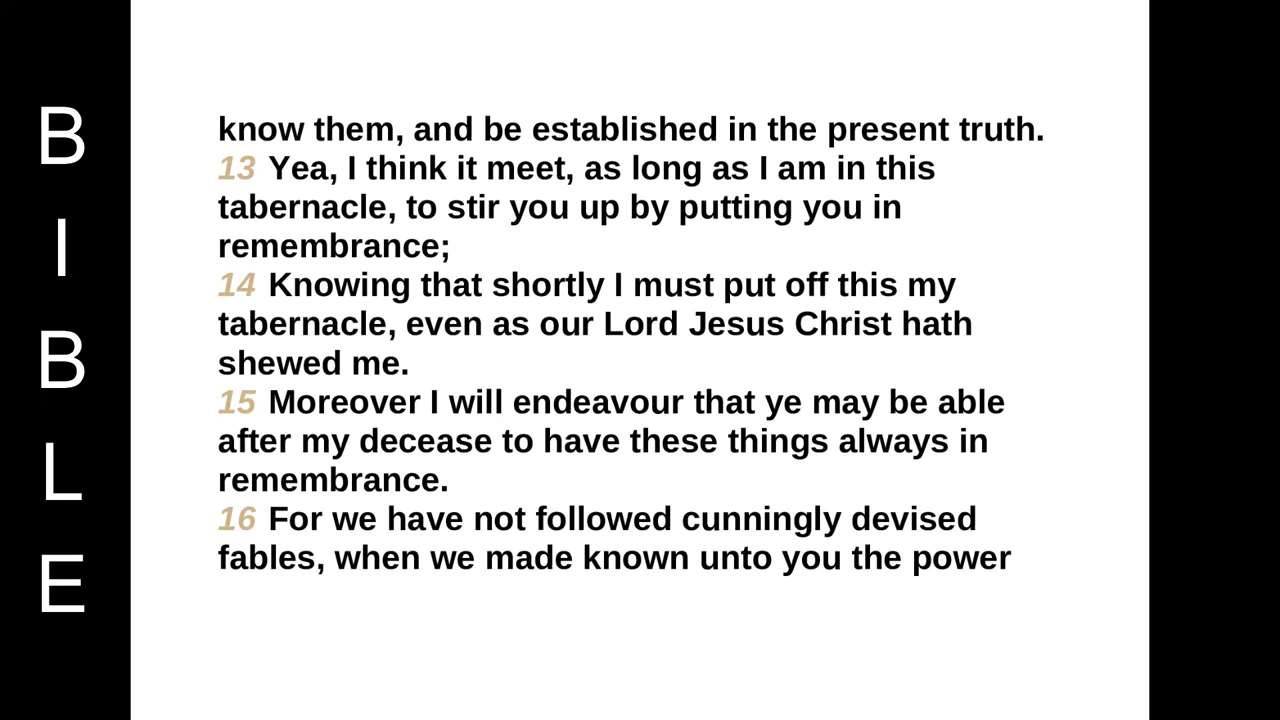 BIBLE
know them, and be established in the present truth.
13 Yea, I think it meet, as long as I am in this
tabernacle, to stir you up by putting you in
remembrance;
14 Knowing that shortly I must put off this my
tabernacle, even as our Lord Jesus Christ hath
shewed me.
15 Moreover I will endeavour that ye may be able
after my decease to have these things always in
remembrance.
16 For we have not followed cunningly devised
fables, when we made known unto you the power